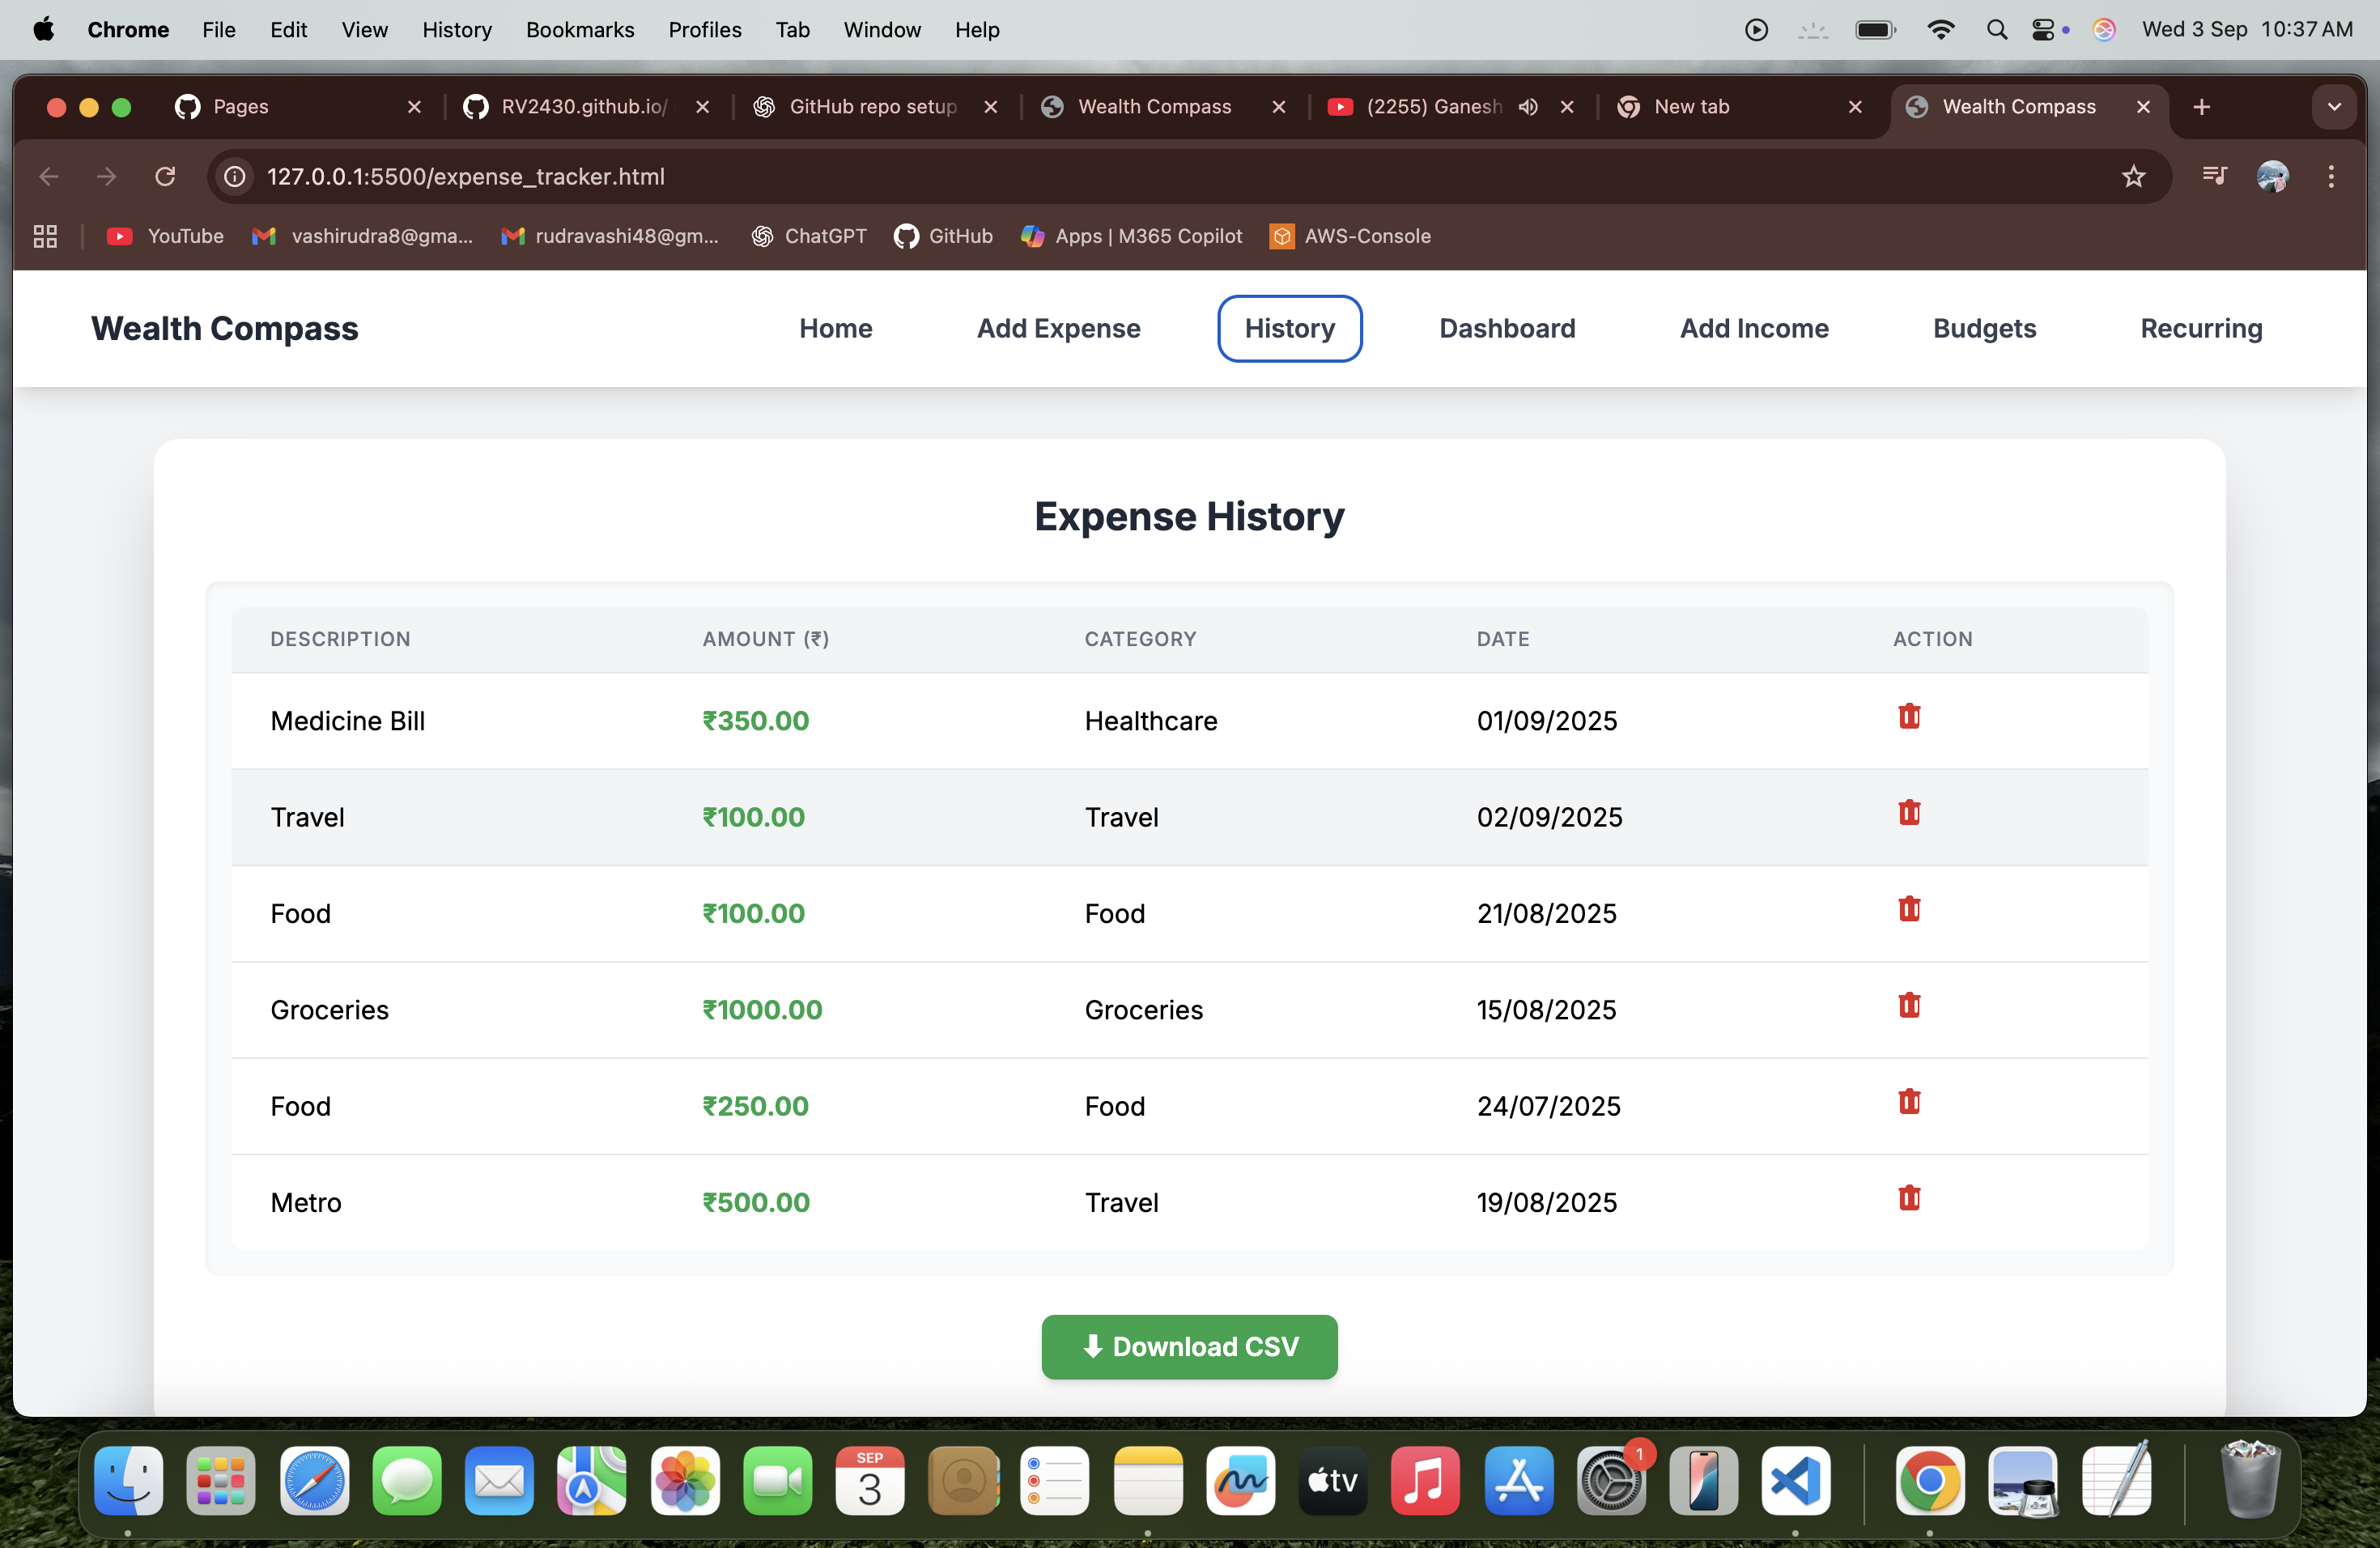 Chrome File Edit View History Bookmarks Profiles Tab Window Help Wed 3 Sep 10:37 AM
Pages RV2430.github.io/ GitHub repo setup Wealth Compass (2255) Ganesh New tab Wealth Compass
127.0.0.1:5500/expense_tracker.html
YouTube vashirudra8@gma... rudravashi48@gm... ChatGPT GitHub Apps | M365 Copilot AWS-Console
Wealth Compass Home Add Expense History Dashboard Add Income Budgets Recurring
Expense History
DESCRIPTION AMOUNT (₹) CATEGORY DATE ACTION
Medicine Bill ₹350.00 Healthcare 01/09/2025
Travel ₹100.00 Travel 02/09/2025
Food ₹100.00 Food 21/08/2025
Groceries ₹1000.00 Groceries 15/08/2025
Food ₹250.00 Food 24/07/2025
Metro ₹500.00 Travel 19/08/2025
Download CSV
SEP
3
tv
1